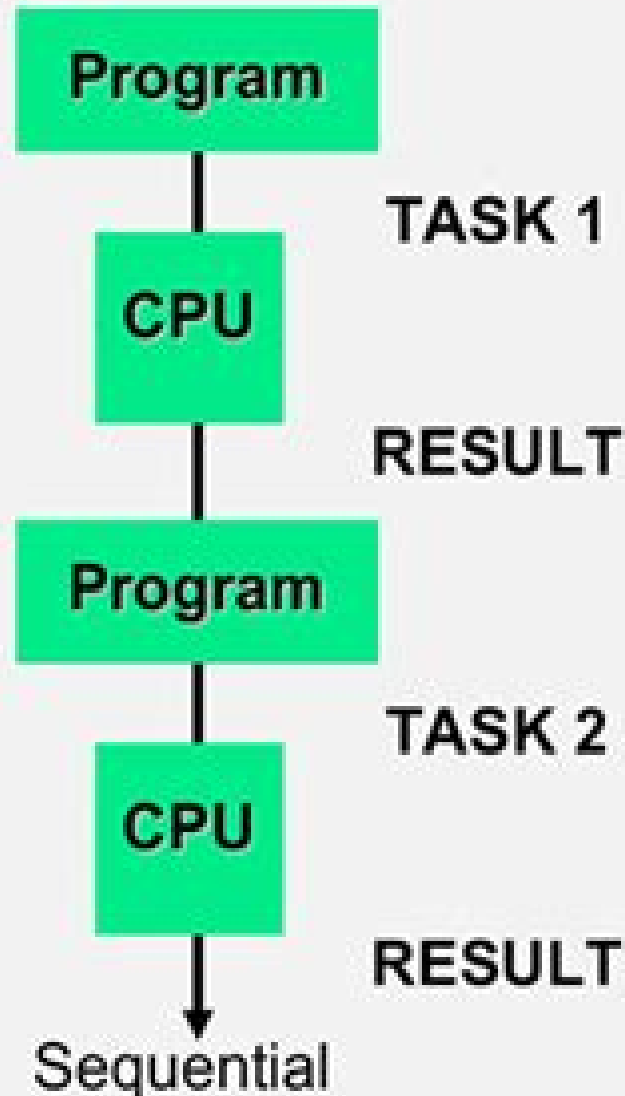 Program
TASK 1
CPU
RESULT
Program
TASK 2
CPU
RESULT
Sequential